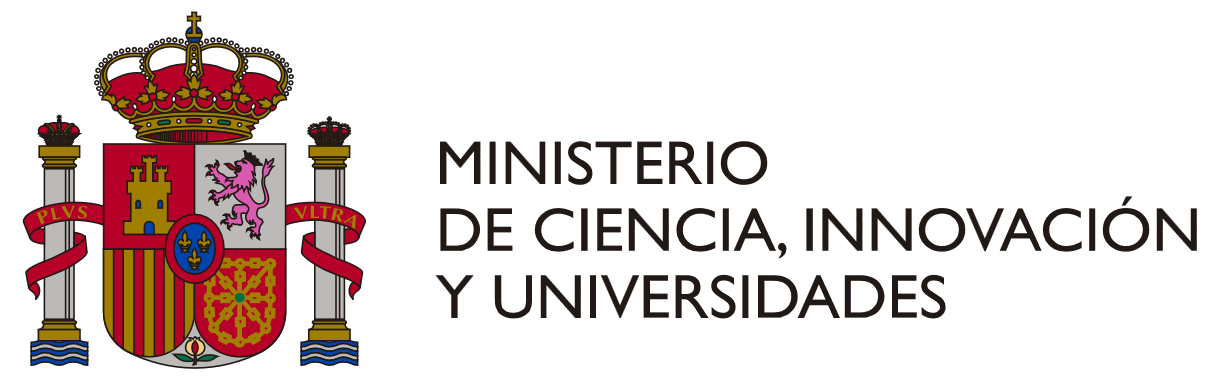 PLVS VLTRA
MINISTERIO
DE CIENCIA, INNOVACIÓN
Y UNIVERSIDADES